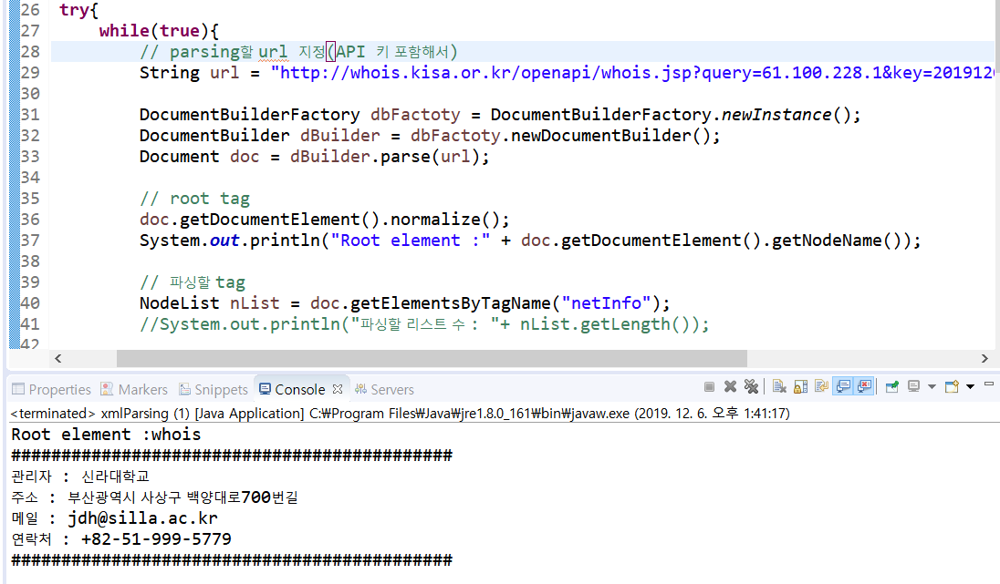 26 try{
27 while(true){
28 // parsing할 url 지정(API 키 포함해서)
29 String url = "http://whois.kisa.or.kr/openapi/whois.jsp?query=61.100.228.1&key=2019120
30
31 DocumentBuilderFactory dbFactoty = DocumentBuilderFactory.newInstance();
32 DocumentBuilder dBuilder = dbFactoty.newDocumentBuilder();
33 Document doc = dBuilder.parse(url);
34
35 // root tag
36 doc.getDocumentElement().normalize();
37 System.out.println("Root element :" + doc.getDocumentElement().getNodeName());
38
39 // 파싱할 tag
40 NodeList nList = doc.getElementsByTagName("netInfo");
41 //System.out.println("파싱할 리스트 수 : "+ nList.getLength());
42
Properties Markers Snippets Console Servers
<terminated> xmlParsing (1) [Java Application] C:₩Program Files₩Java₩jre1.8.0_161₩bin₩javaw.exe (2019. 12. 6. 오후 1:41:17)
Root element :whois
############################################
관리자 : 신라대학교
주소 : 부산광역시 사상구 백양대로700번길
메일 : jdh@silla.ac.kr
연락처 : +82-51-999-5779
############################################